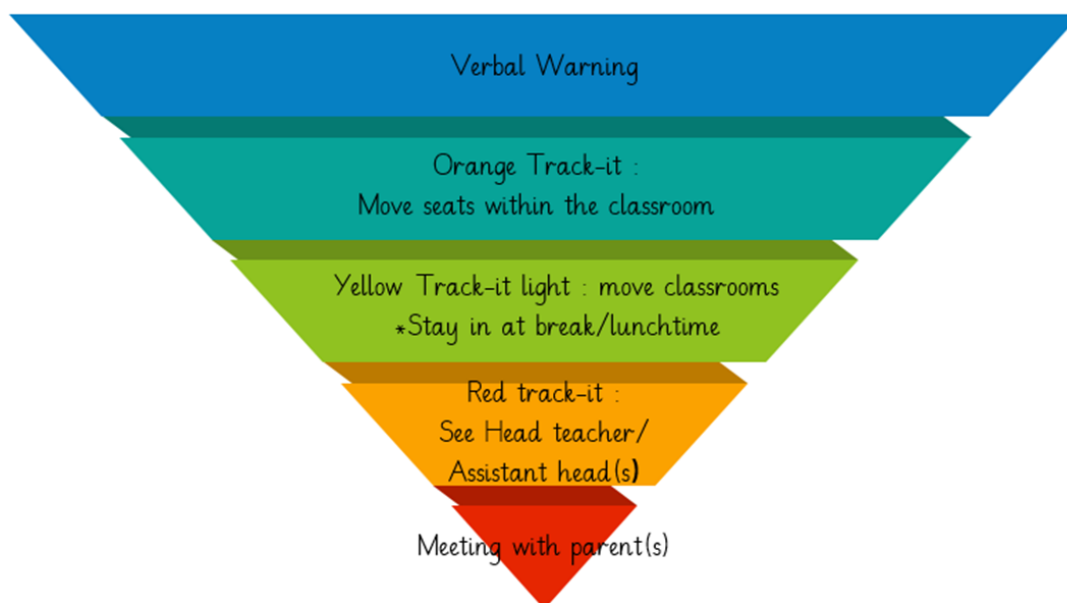 Verbal Warning
Orange Track-it :
Move seats within the classroom
Yellow Track-it light : move classrooms
*Stay in at break/lunchtime
Red track-it :
See Head teacher/
Assistant head(s)
Meeting with parent(s)